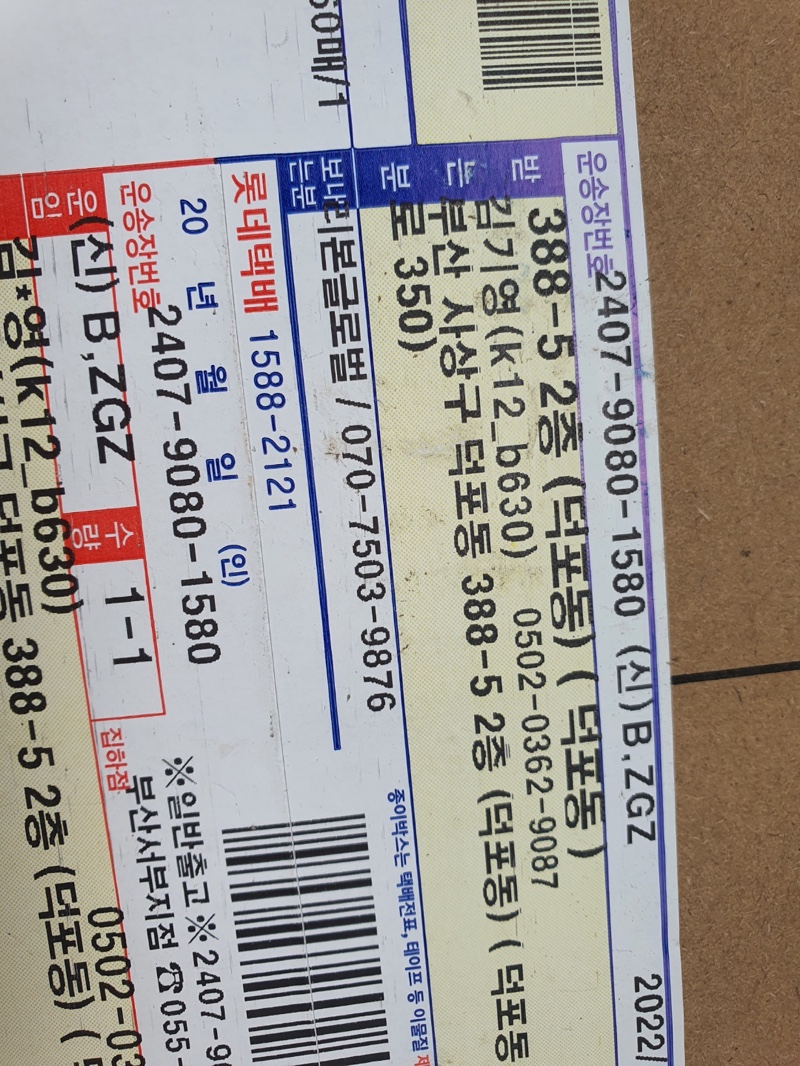 운송장번호 2407-9080-1580 (신)B,ZGZ 2022
388-5 2층 (덕포동) ( 덕포동 )
받는분
김기영(k12_b630) 0502-0362-9087
부산 사상구 덕포동 388-5 2층 (덕포동) ( 덕포동
로 350)
종이박스는 택배전표, 테이프 등 이물질
보내는분
리본글로벌 / 070-7503-9876
50매/1
롯데택배 1588-2121
20 년 월 일 (인)
운송장번호 2407-9080-1580
※일반출고※2407-9
(신)B,ZGZ 수량 1-1
집하점 부산서부지점 ☎055-
운임
김*영(k12_b630) 0502-03
덕포동 388-5 2층 (덕포동) (